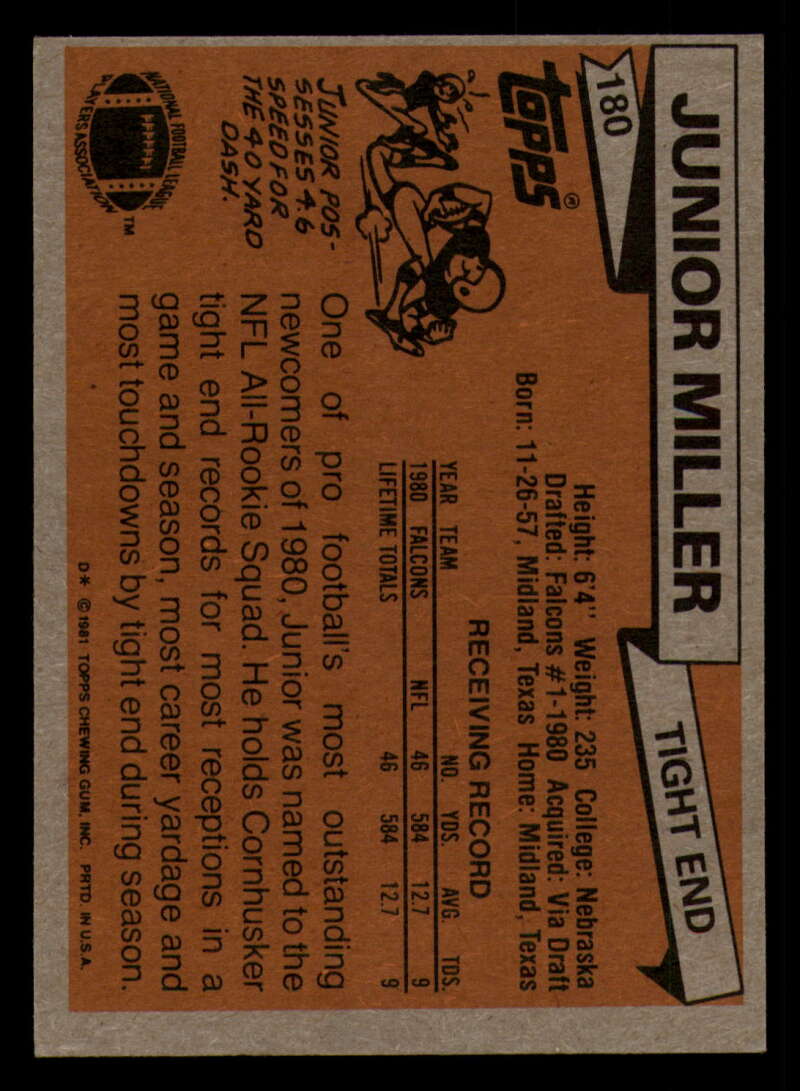 JUNIOR MILLER
TIGHT END
180
TOPPS®
Height: 6'4'' Weight: 235 College: Nebraska
Drafted: Falcons #1-1980 Acquired: Via Draft
Born: 11-26-57, Midland, Texas Home: Midland, Texas
RECEIVING RECORD
YEAR TEAM NO. YDS. AVG. TDS.
1980 FALCONS NFL 46 584 12.7 9
LIFETIME TOTALS 46 584 12.7 9
JUNIOR POS-
SESSES 4.6
SPEED FOR
THE 40 YARD
DASH.
One of pro football's most outstanding
newcomers of 1980, Junior was named to the
NFL All-Rookie Squad. He holds Cornhusker
tight end records for most receptions in a
game and season, most career yardage and
most touchdowns by tight end during season.
NATIONAL FOOTBALL LEAGUE
PLAYERS ASSOCIATION
TM
D* ©1981 TOPPS CHEWING GUM, INC. PRTD. IN U.S.A.